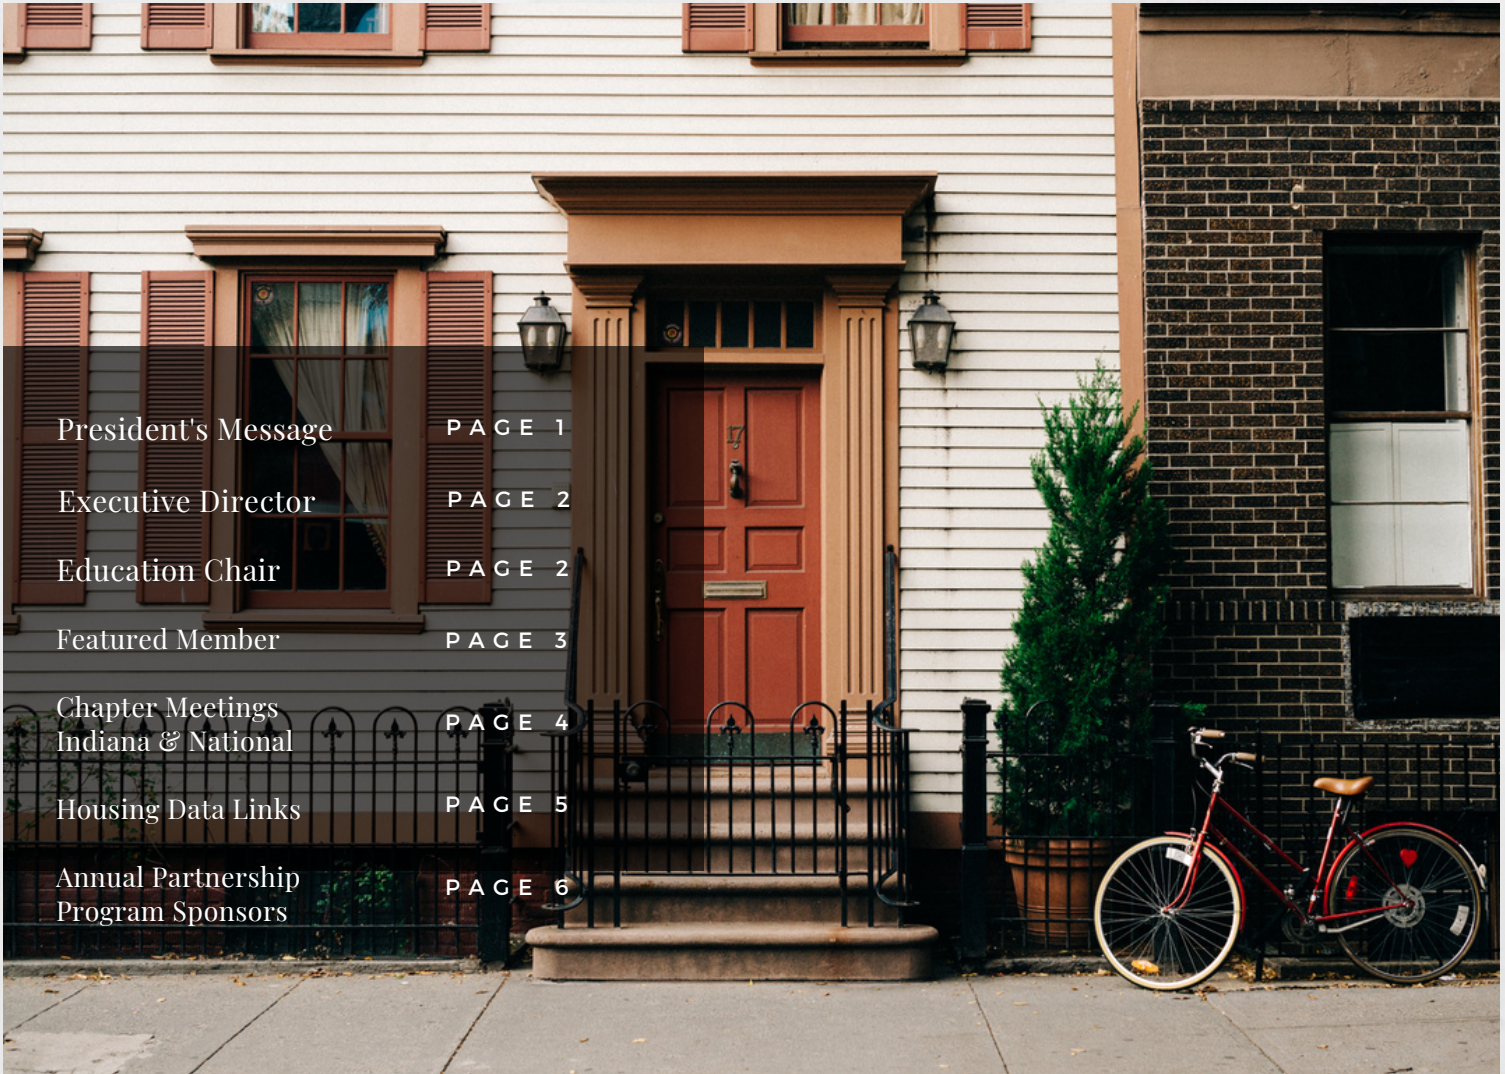 17
President's Message PAGE 1
Executive Director PAGE 2
Education Chair PAGE 2
Featured Member PAGE 3
Chapter Meetings
Indiana & National PAGE 4
Housing Data Links PAGE 5
Annual Partnership
Program Sponsors PAGE 6